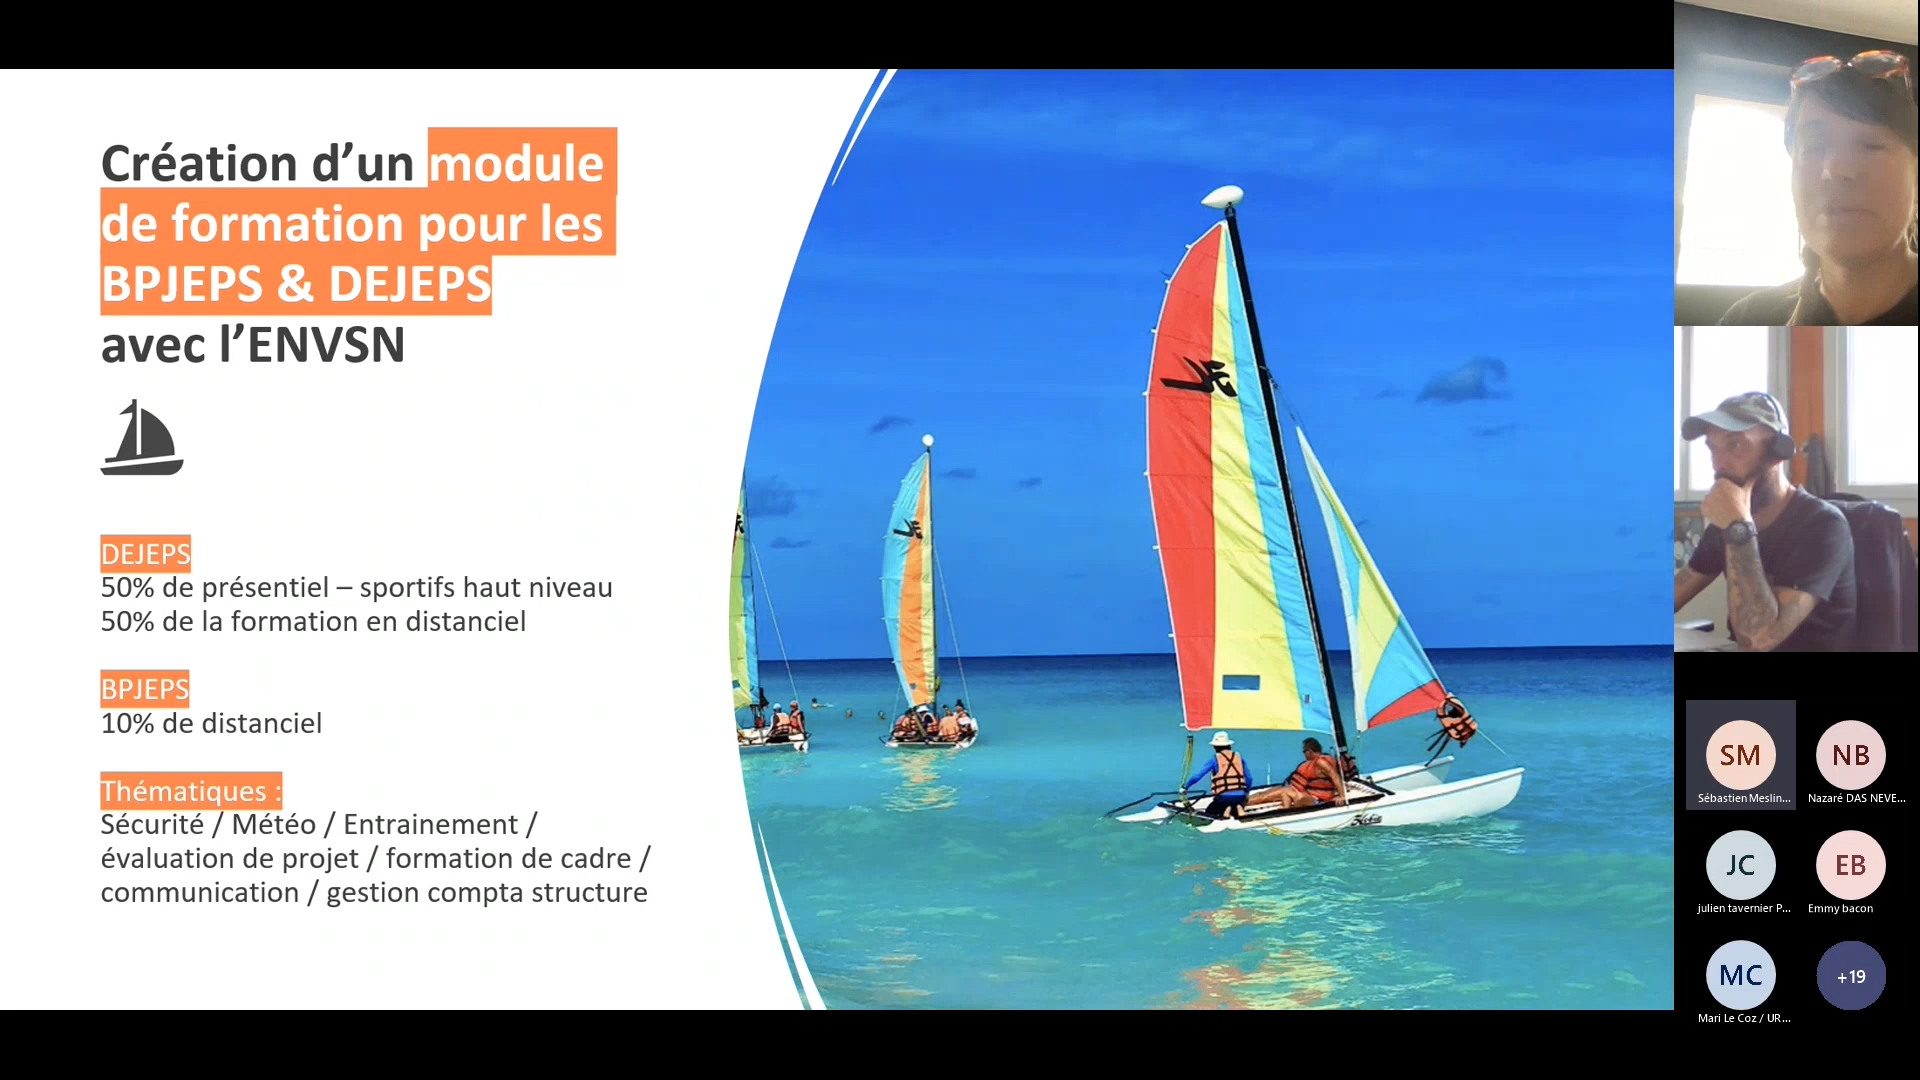 Création d’un module
de formation pour les
BPJEPS & DEJEPS
avec l’ENVSN
DEJEPS
50% de présentiel – sportifs haut niveau
50% de la formation en distanciel
BPJEPS
10% de distanciel
Thématiques :
Sécurité / Météo / Entrainement /
évaluation de projet / formation de cadre /
communication / gestion compta structure
SM
Sébastien Meslin...
NB
Nazaré DAS NEVE...
JC
julien tavernier P...
EB
Emmy bacon
MC
Mari Le Coz / UR...
+19